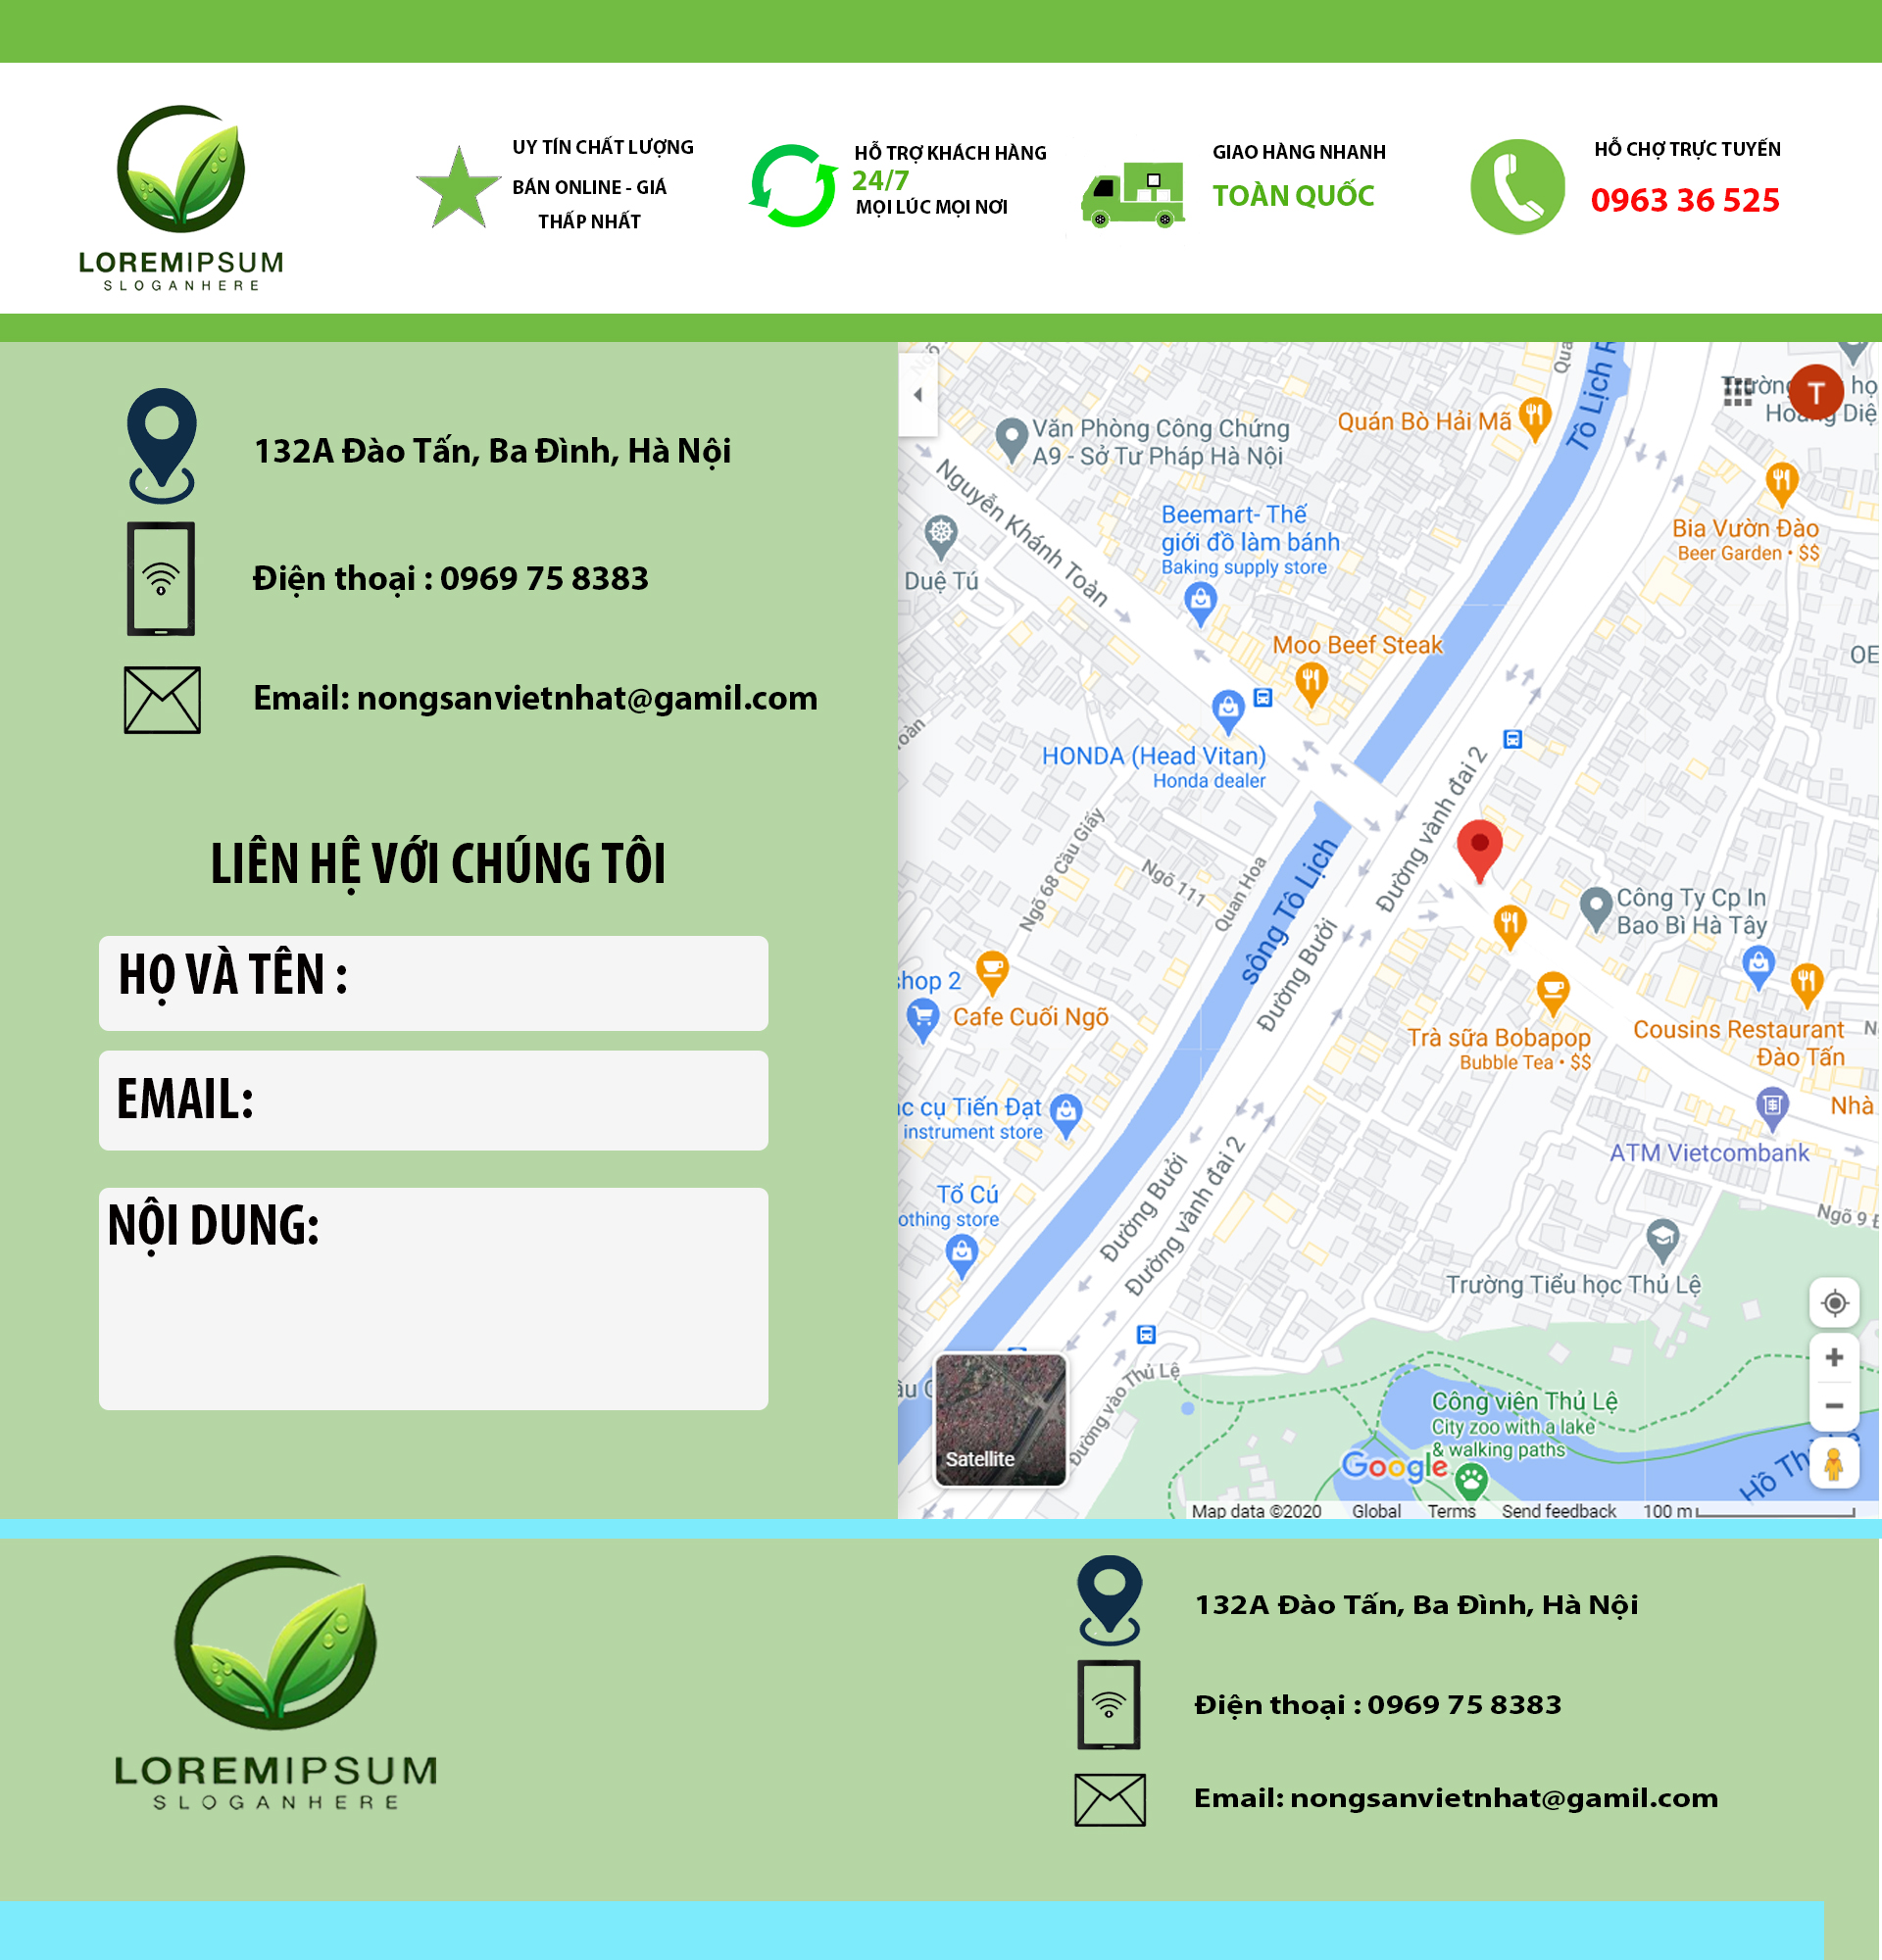 LOREMIPSUM
SLOGANHERE
UY TÍN CHẤT LƯỢNG
BÁN ONLINE - GIÁ
THẤP NHẤT
HỖ TRỢ KHÁCH HÀNG
24/7
MỌI LÚC MỌI NƠI
GIAO HÀNG NHANH
TOÀN QUỐC
HỖ CHỢ TRỰC TUYẾN
0963 36 525
132A Đào Tấn, Ba Đình, Hà Nội
Điện thoại : 0969 75 8383
Email: nongsanvietnhat@gamil.com
LIÊN HỆ VỚI CHÚNG TÔI
HỌ VÀ TÊN :
EMAIL:
NỘI DUNG:
Tô Lịch R
T
Quán Bò Hải Mã
Văn Phòng Công Chứng
A9 - Sở Tư Pháp Hà Nội
Nguyễn Khánh Toàn
Bia Vườn Đào
Beer Garden • $$
Beemart- Thế
giới đồ làm bánh
Baking supply store
Duệ Tú
Moo Beef Steak
OE
HONDA (Head Vitan)
Honda dealer
Đường vành đai 2
Ngõ 68 Cầu Giấy
Ngõ 111
Quan Hoa
sông Tô Lịch
Đường Bưởi
Công Ty Cp In
Bao Bì Hà Tây
shop 2
Cafe Cuối Ngõ
Trà sữa Bobapop
Bubble Tea • $$
Cousins Restaurant
Đào Tấn
ạc cụ Tiến Đạt
instrument store
Nhà
ATM Vietcombank
Đường Bưởi
Đường vành đai 2
Tổ Cú
othing store
Ngõ 9 Đ
Trường Tiểu học Thủ Lệ
Đường vào Thủ Lệ
Công viên Thủ Lệ
City zoo with a lake
& walking paths
Satellite
Google
Map data ©2020 Global Terms Send feedback 100 m
LOREMIPSUM
SLOGANHERE
132A Đào Tấn, Ba Đình, Hà Nội
Điện thoại : 0969 75 8383
Email: nongsanvietnhat@gamil.com